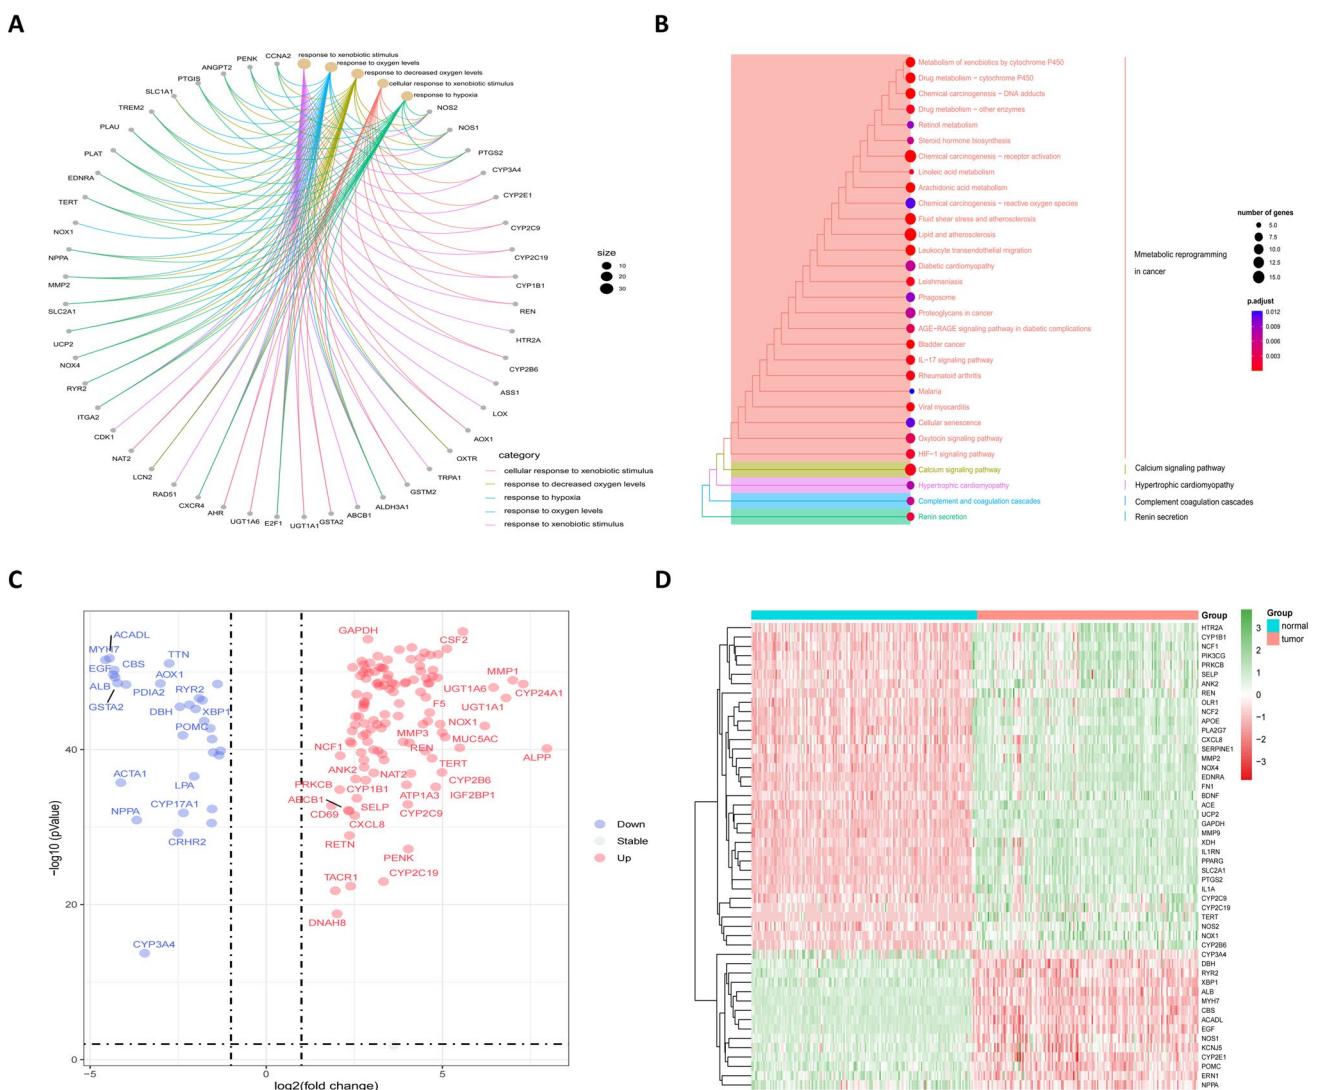 A
response to xenobiotic stimulus
response to oxygen levels
response to decreased oxygen levels
cellular response to xenobiotic stimulus
response to hypoxia
CCNA2
PENK
ANGPT2
PTGIS
SLC1A1
TREM2
PLAU
PLAT
EDNRA
TERT
NOX1
NPPA
MMP2
SLC2A1
UCP2
NOX4
RYR2
ITGA2
CDK1
NAT2
LCN2
RAD51
CXCR4
AHR
UGT1A6
E2F1
UGT1A1
GSTA2
ABCB1
ALDH3A1
GSTM2
TRPA1
OXTR
AOX1
LOX
ASS1
CYP2B6
HTR2A
REN
CYP1B1
CYP2C19
CYP2C9
CYP2E1
CYP3A4
PTGS2
NOS1
NOS2
size
10
20
30
category
cellular response to xenobiotic stimulus
response to decreased oxygen levels
response to hypoxia
response to oxygen levels
response to xenobiotic stimulus
B
Metabolism of xenobiotics by cytochrome P450
Drug metabolism − cytochrome P450
Chemical carcinogenesis − DNA adducts
Drug metabolism − other enzymes
Retinol metabolism
Steroid hormone biosynthesis
Chemical carcinogenesis − receptor activation
Linoleic acid metabolism
Arachidonic acid metabolism
Chemical carcinogenesis − reactive oxygen species
Fluid shear stress and atherosclerosis
Lipid and atherosclerosis
Leukocyte transendothelial migration
Diabetic cardiomyopathy
Leishmaniasis
Phagosome
Proteoglycans in cancer
AGE−RAGE signaling pathway in diabetic complications
Bladder cancer
IL−17 signaling pathway
Rheumatoid arthritis
Malaria
Viral myocarditis
Cellular senescence
Oxytocin signaling pathway
HIF−1 signaling pathway
Calcium signaling pathway
Hypertrophic cardiomyopathy
Complement and coagulation cascades
Renin secretion
Mmetabolic reprogramming
in cancer
Calcium signaling pathway
Hypertrophic cardiomyopathy
Complement coagulation cascades
Renin secretion
number of genes
5.0
7.5
10.0
12.5
15.0
p.adjust
0.012
0.009
0.006
0.003
C
−log10 (pValue)
40
20
0
−5
0
5
log2(fold change)
ACADL
MYH7
EGF
CBS
TTN
AOX1
ALB
PDIA2
RYR2
GSTA2
DBH
XBP1
POMC
ACTA1
LPA
NPPA
CYP17A1
CRHR2
CYP3A4
GAPDH
CSF2
MMP1
UGT1A6
CYP24A1
F5
UGT1A1
NOX1
MMP3
MUC5AC
NCF1
REN
ALPP
TERT
ANK2
NAT2
CYP2B6
PRKCB
CYP1B1
ATP1A3
IGF2BP1
ABCB1
SELP
CD69
CYP2C9
CXCL8
RETN
PENK
CYP2C19
TACR1
DNAH8
Down
Stable
Up
D
Group
HTR2A
CYP1B1
NCF1
PIK3CG
PRKCB
SELP
ANK2
REN
OLR1
NCF2
APOE
PLA2G7
CXCL8
SERPINE1
MMP2
NOX4
EDNRA
FN1
BDNF
ACE
UCP2
GAPDH
MMP9
XDH
IL1RN
PPARG
SLC2A1
PTGS2
IL1A
CYP2C9
CYP2C19
TERT
NOS2
NOX1
CYP2B6
CYP3A4
DBH
RYR2
XBP1
ALB
MYH7
CBS
ACADL
EGF
NOS1
KCNJ5
CYP2E1
POMC
ERN1
NPPA
3
2
1
0
−1
−2
−3
Group
normal
tumor